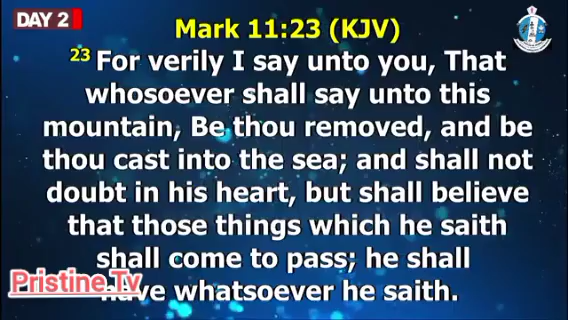 DAY 2
Mark 11:23 (KJV)
23 For verily I say unto you, That
whosoever shall say unto this
mountain, Be thou removed, and be
thou cast into the sea; and shall not
doubt in his heart, but shall believe
that those things which he saith
shall come to pass; he shall
have whatsoever he saith.
Pristine.Tv